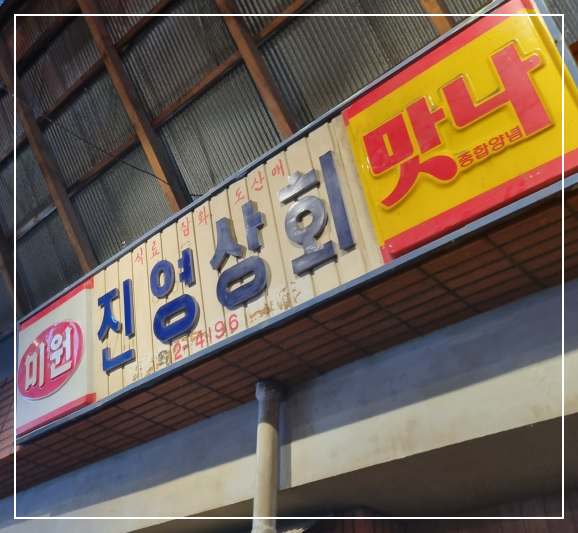 미원
식료 잡화 도산매
진영상회
2-4196
맛나
종합양념